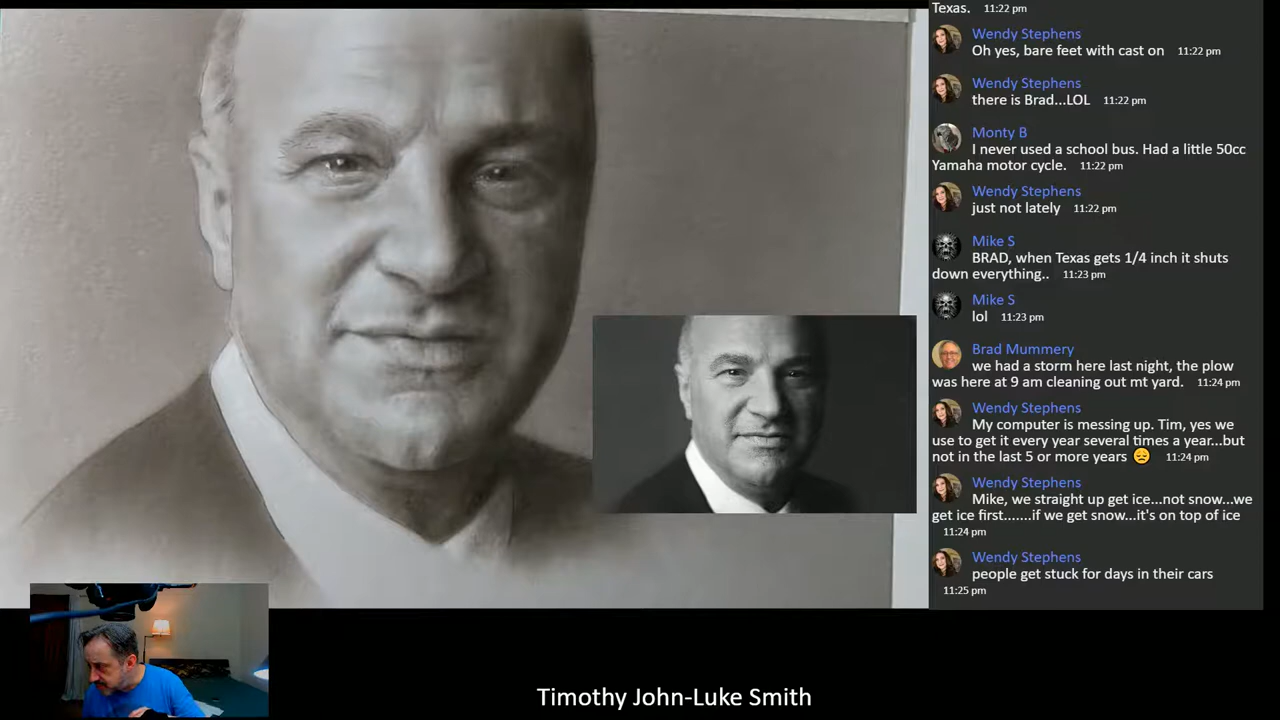 Texas. 11:22 pm
Wendy Stephens
Oh yes, bare feet with cast on 11:22 pm
Wendy Stephens
there is Brad...LOL 11:22 pm
Monty B
I never used a school bus. Had a little 50cc
Yamaha motor cycle. 11:22 pm
Wendy Stephens
just not lately 11:22 pm
Mike S
BRAD, when Texas gets 1/4 inch it shuts
down everything.. 11:23 pm
Mike S
lol 11:23 pm
Brad Mummery
we had a storm here last night, the plow
was here at 9 am cleaning out mt yard. 11:24 pm
Wendy Stephens
My computer is messing up. Tim, yes we
use to get it every year several times a year...but
not in the last 5 or more years 😔 11:24 pm
Wendy Stephens
Mike, we straight up get ice...not snow...we
get ice first.......if we get snow...it's on top of ice
11:24 pm
Wendy Stephens
people get stuck for days in their cars
11:25 pm
Timothy John-Luke Smith